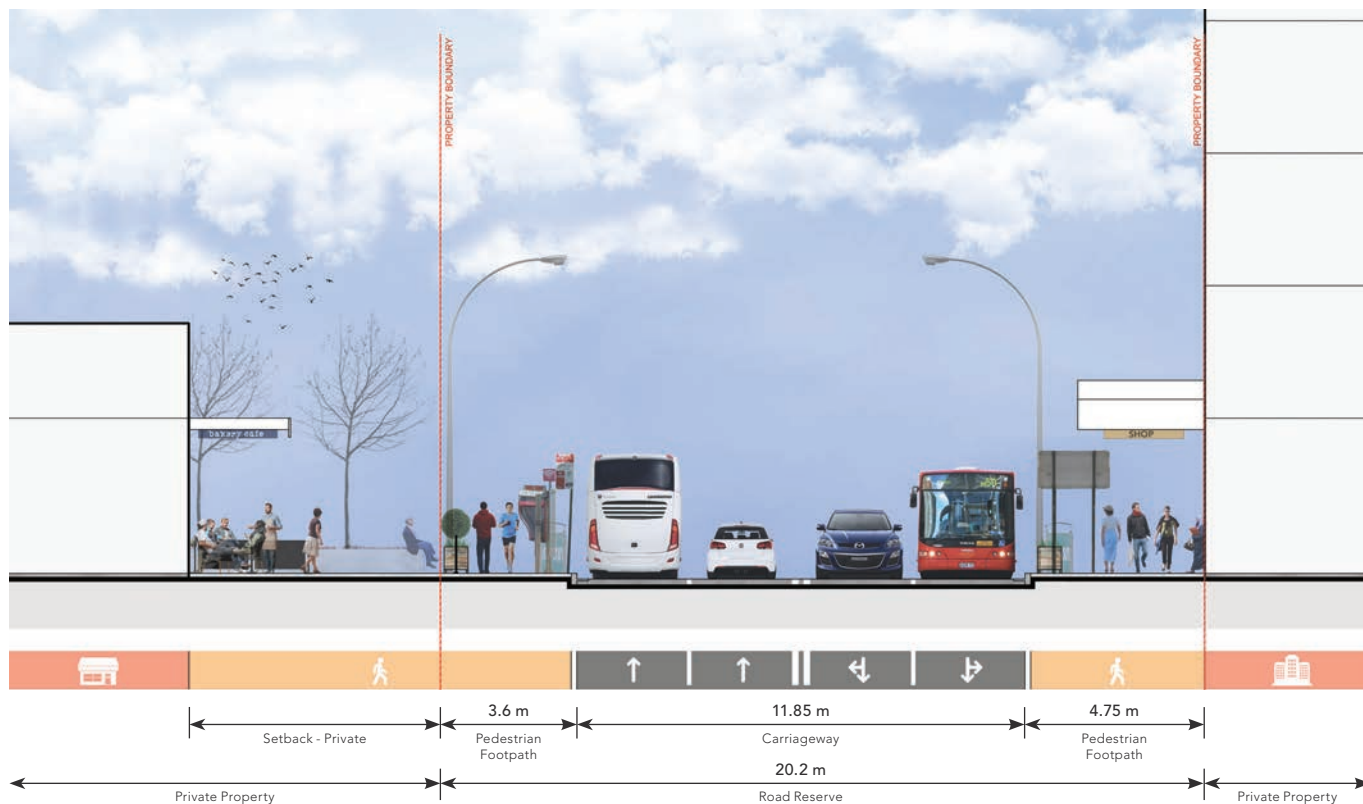 PROPERTY BOUNDARY
PROPERTY BOUNDARY
bakery cafe
SHOP
3.6 m
11.85 m
4.75 m
Setback - Private
Pedestrian
Footpath
Carriageway
Pedestrian
Footpath
20.2 m
Private Property
Road Reserve
Private Property